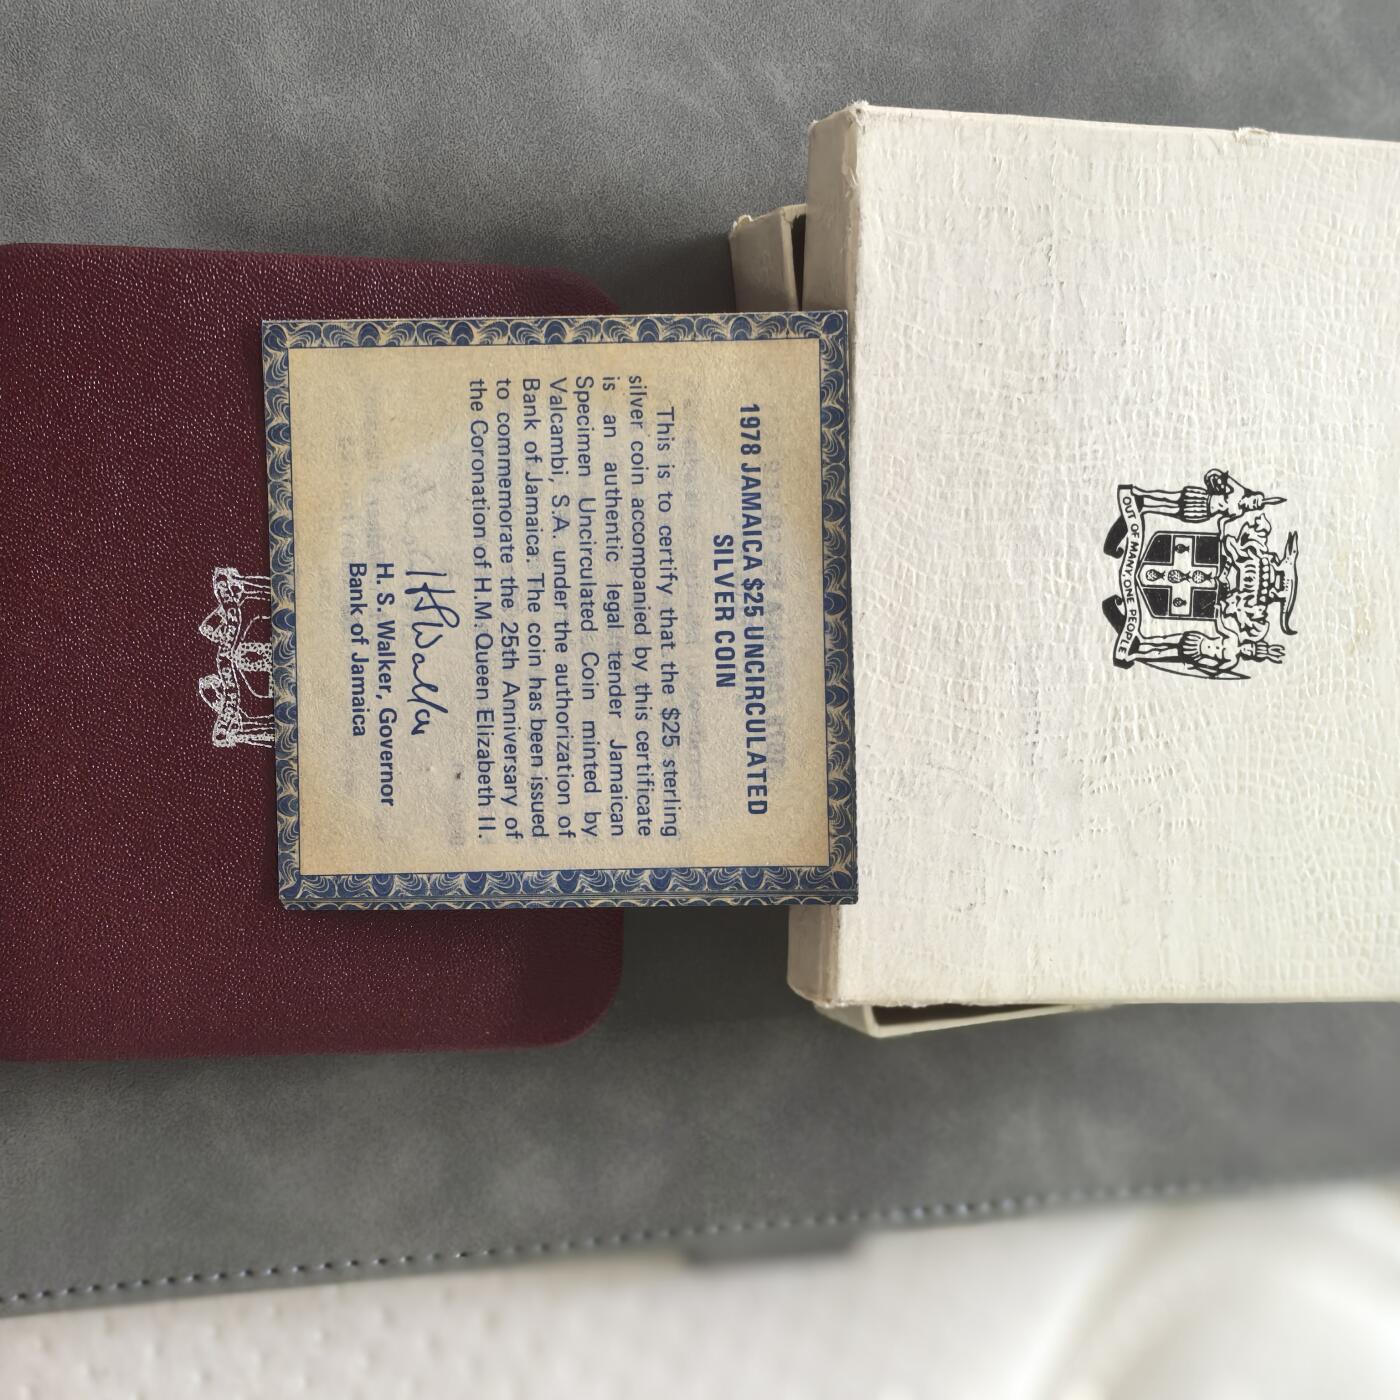 1978 JAMAICA $25 UNCIRCULATED
SILVER COIN
This is to certify that the $25 sterling
silver coin accompanied by this certificate
is an authentic legal tender Jamaican
Specimen Uncirculated Coin minted by
Valcambi, S.A. under the authorization of
Bank of Jamaica. The coin has been issued
to commemorate the 25th Anniversary of
the Coronation of H.M. Queen Elizabeth II.
HSWalker
H. S. Walker, Governor
Bank of Jamaica
OUT OF MANY, ONE PEOPLE